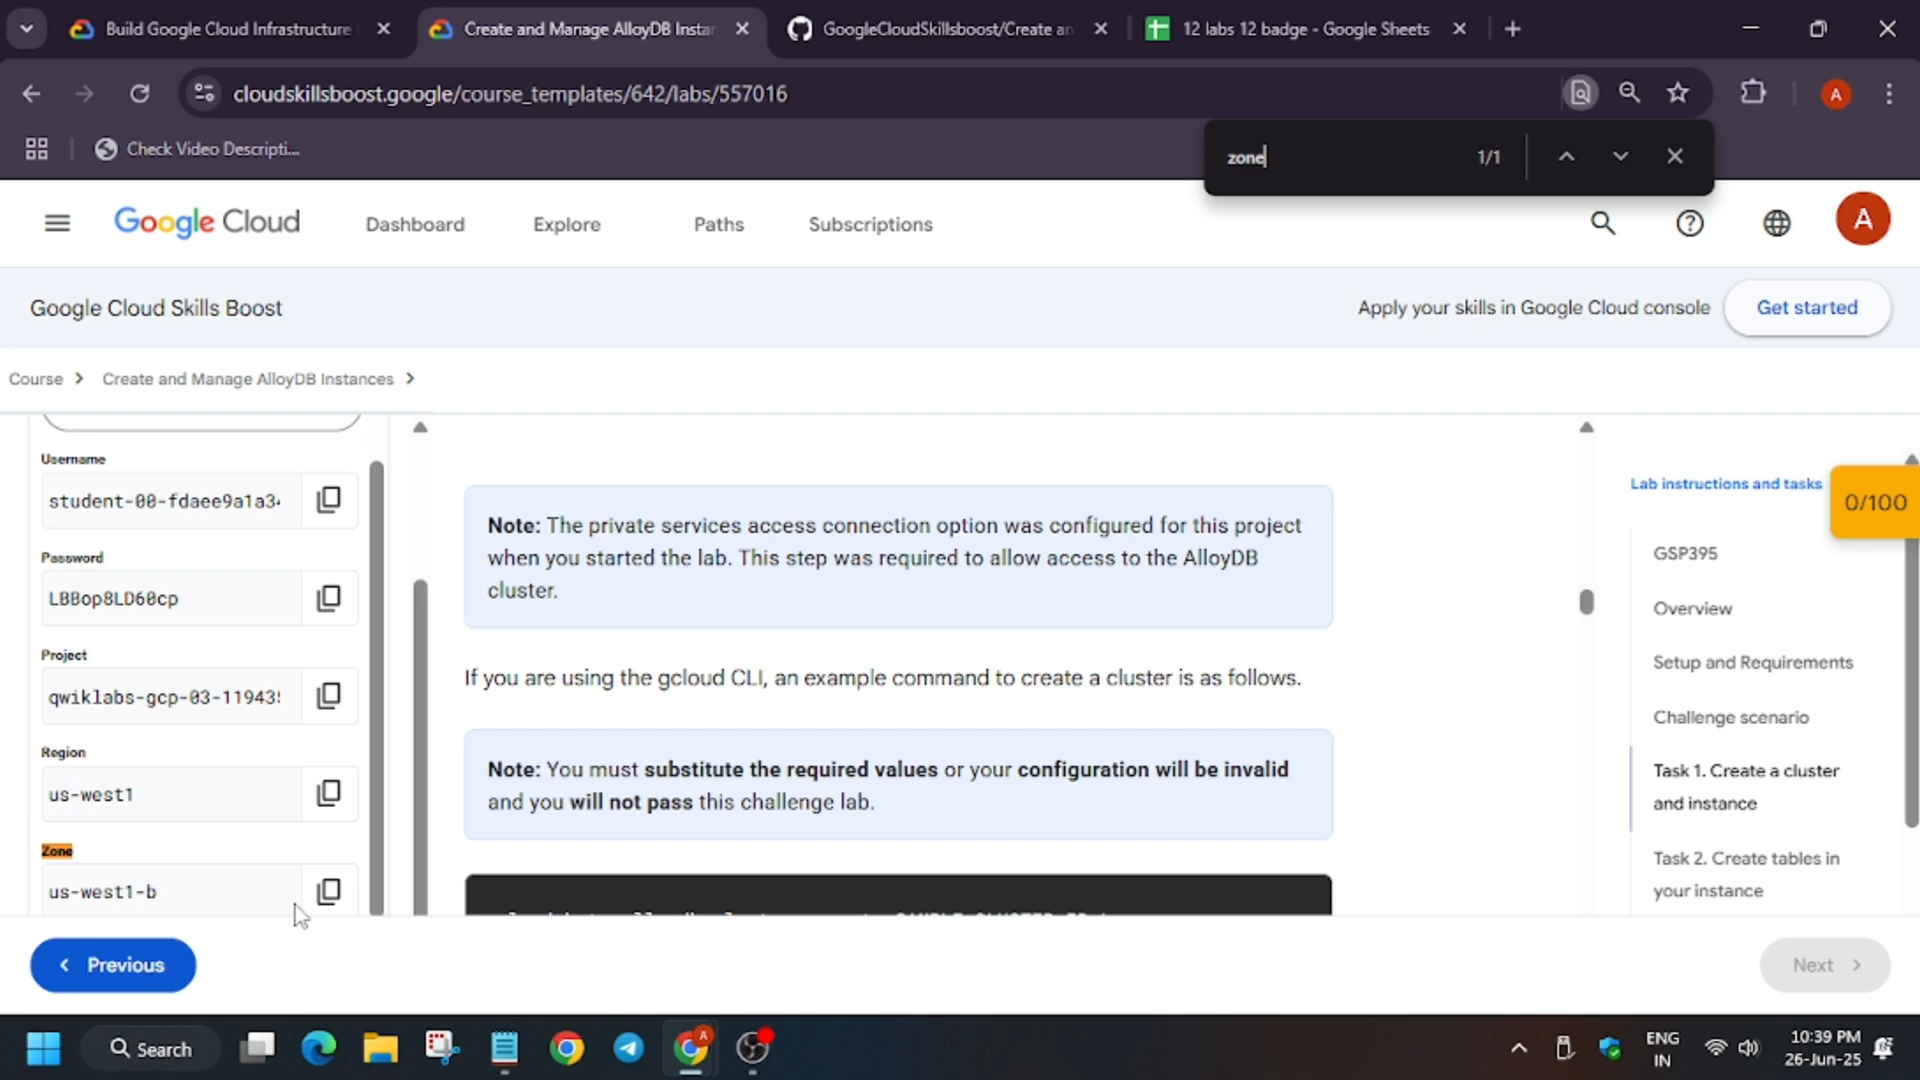 Build Google Cloud Infrastructure
Create and Manage AlloyDB Instan
GoogleCloudSkillsboost/Create an
12 labs 12 badge - Google Sheets
cloudskillsboost.google/course_templates/642/labs/557016
A
Check Video Descripti...
zone
1/1
Google Cloud
Dashboard
Explore
Paths
Subscriptions
A
Google Cloud Skills Boost
Apply your skills in Google Cloud console
Get started
Course
Create and Manage AlloyDB Instances
Username
student-00-fdaee9a1a3
Password
LBBop8LD60cp
Project
qwiklabs-gcp-03-11943
Region
us-west1
Zone
us-west1-b
Note: The private services access connection option was configured for this project
when you started the lab. This step was required to allow access to the AlloyDB
cluster.
If you are using the gcloud CLI, an example command to create a cluster is as follows.
Note: You must substitute the required values or your configuration will be invalid
and you will not pass this challenge lab.
Lab instructions and tasks
0/100
GSP395
Overview
Setup and Requirements
Challenge scenario
Task 1. Create a cluster
and instance
Task 2. Create tables in
your instance
Previous
Next
Search
A
ENG
IN
10:39 PM
26-Jun-25